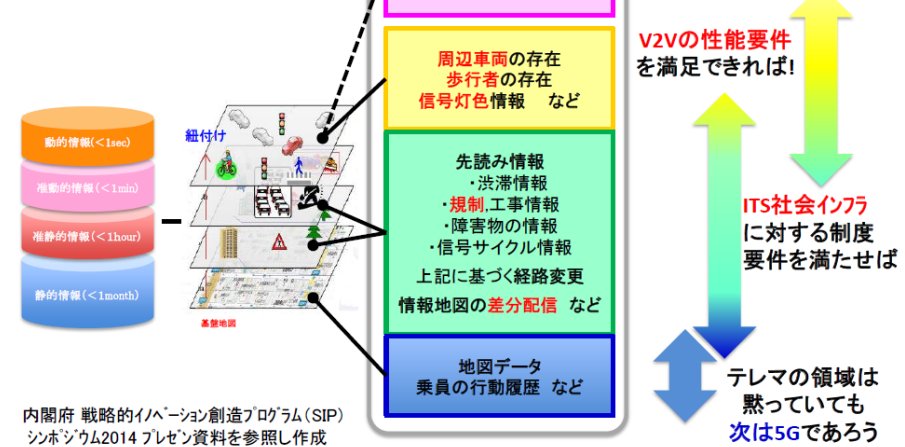 動的情報(<1sec)
准動的情報(<1min)
准静的情報(<1hour)
静的情報(<1month)
紐付け
基盤地図
周辺車両の存在
歩行者の存在
信号灯色情報 など
先読み情報
・渋滞情報
・規制,工事情報
・障害物の情報
・信号サイクル情報
上記に基づく経路変更
情報地図の差分配信 など
地図データ
乗員の行動履歴 など
V2Vの性能要件
を満足できれば!
ITS社会インフラ
に対する制度
要件を満たせば
テレマの領域は
黙っていても
次は5Gであろう
内閣府 戦略的イノベーション創造プログラム(SIP)
シンポジウム2014 プレゼン資料を参照し作成